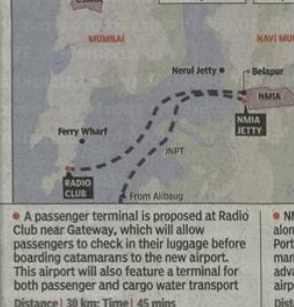 MUMBAI
NAVI MU
Nerul Jetty
Belapur
NMIA
NMIA
JETTY
Ferry Wharf
JNPT
RADIO
CLUB
From Alibaug
• A passenger terminal is proposed at Radio
Club near Gateway, which will allow
passengers to check in their luggage before
boarding catamarans to the new airport.
This airport will also feature a terminal for
both passenger and cargo water transport
Distance| 30 km; Time| 45 mins
• NM
alon
Port
man
adva
airp
Dist